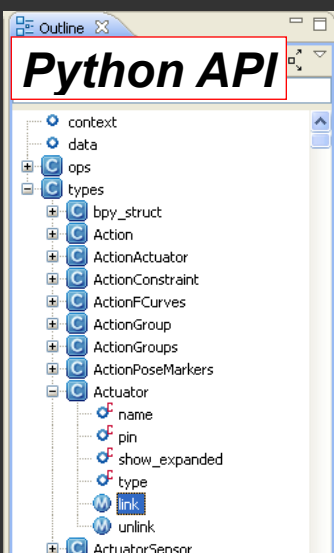 Outline
Python API
context
data
C ops
C types
C bpy_struct
C Action
C ActionActuator
C ActionConstraint
C ActionFCurves
C ActionGroup
C ActionGroups
C ActionPoseMarkers
C Actuator
F name
F pin
F show_expanded
F type
M link
M unlink
C ActuatorSensor